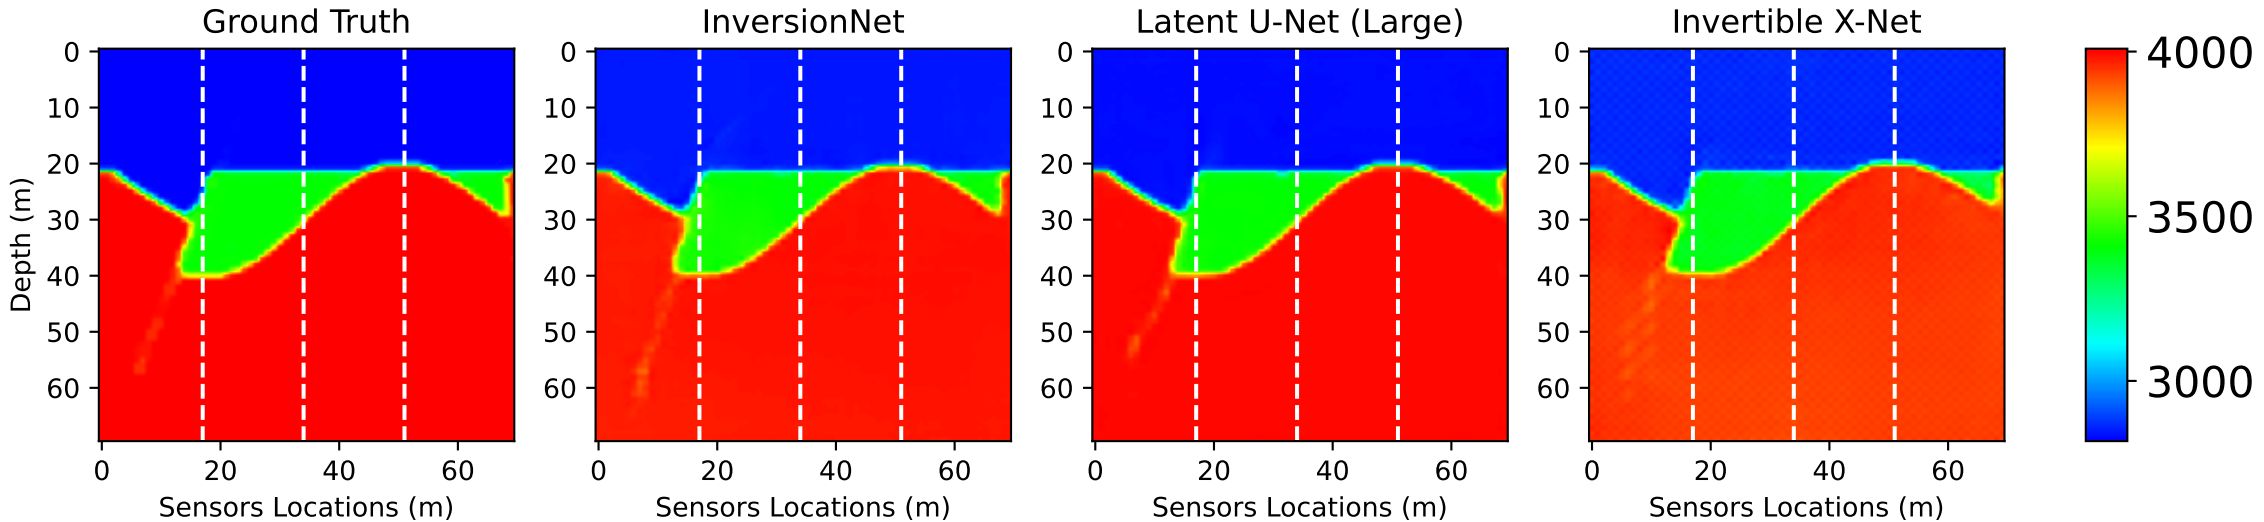 Ground Truth
InversionNet
Latent U-Net (Large)
Invertible X-Net
Depth (m)
0
10
20
30
40
50
60
0
10
20
30
40
50
60
0
10
20
30
40
50
60
0
10
20
30
40
50
60
4000
3500
3000
0 20 40 60
0 20 40 60
0 20 40 60
0 20 40 60
Sensors Locations (m)
Sensors Locations (m)
Sensors Locations (m)
Sensors Locations (m)